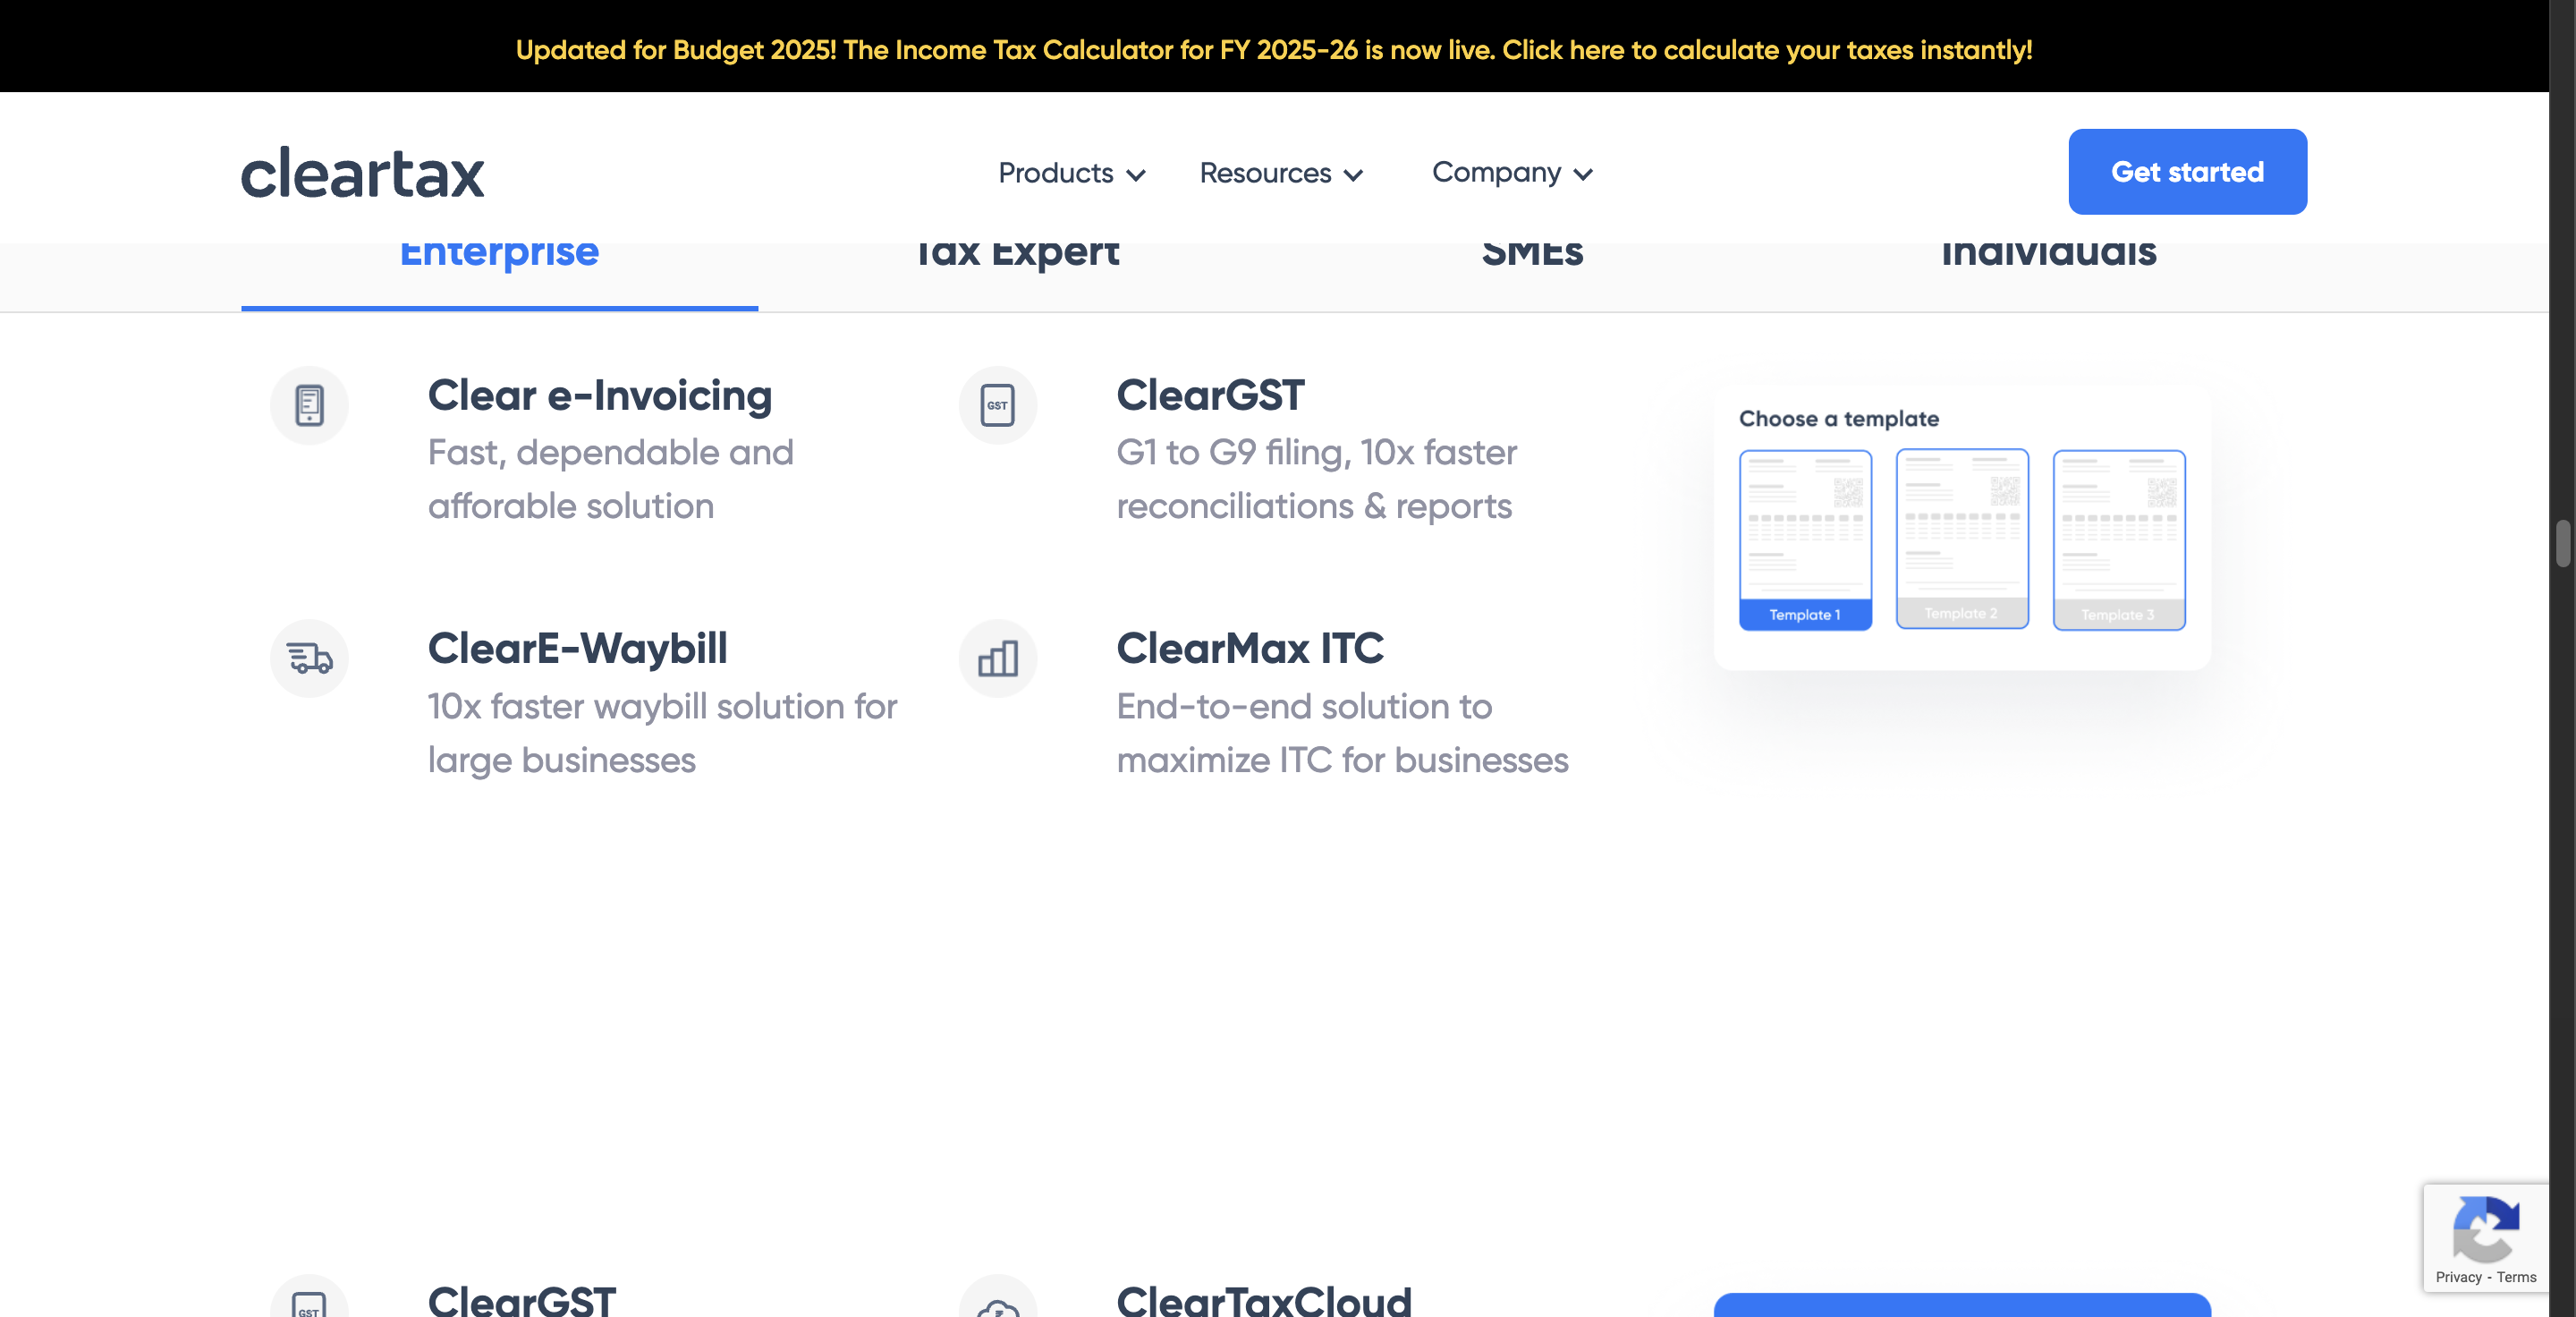 Updated for Budget 2025! The Income Tax Calculator for FY 2025-26 is now live. Click here to calculate your taxes instantly!
cleartax
Products
Resources
Company
Get started
Enterprise
Tax Expert
SMEs
Individuals
Clear e-Invoicing
Fast, dependable and
afforable solution
GST
ClearGST
G1 to G9 filing, 10x faster
reconciliations & reports
Choose a template
Template 1
Template 2
Template 3
ClearE-Waybill
10x faster waybill solution for
large businesses
ClearMax ITC
End-to-end solution to
maximize ITC for businesses
GST
ClearGST
ClearTaxCloud
Privacy - Terms